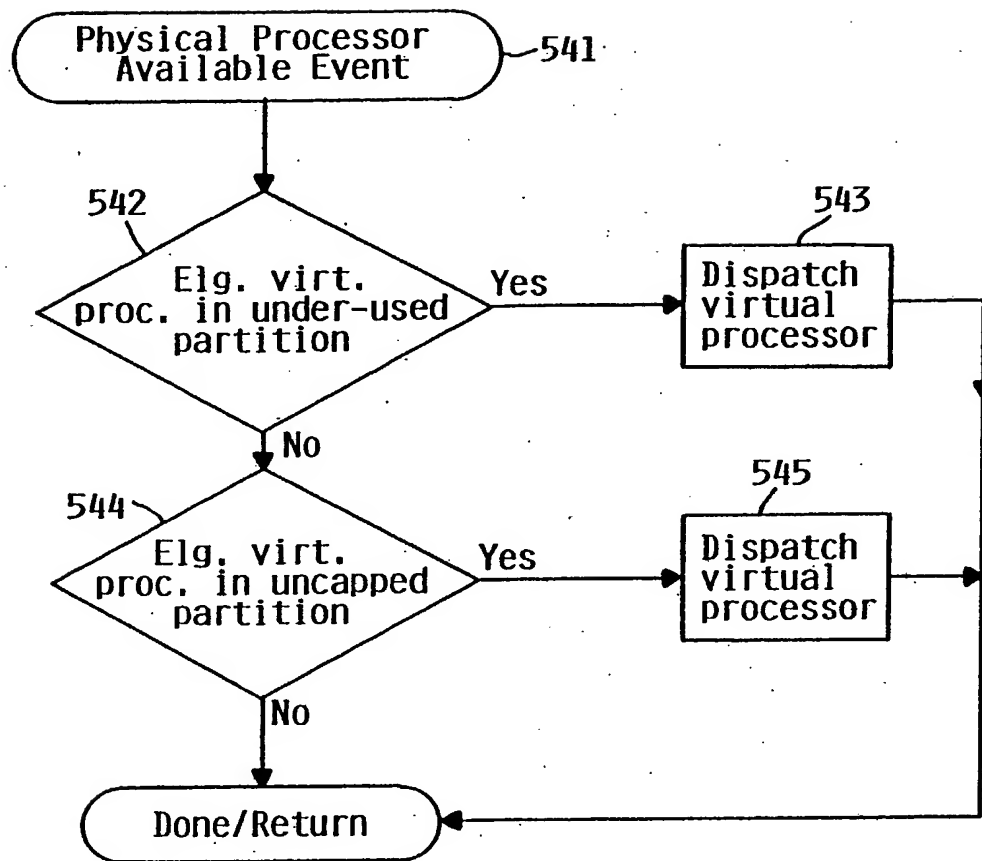 Physical Processor
Available Event
541
542
Elg. virt.
proc. in under-used
partition
Yes
543
Dispatch
virtual
processor
No
544
Elg. virt.
proc. in uncapped
partition
Yes
545
Dispatch
virtual
processor
No
Done/Return